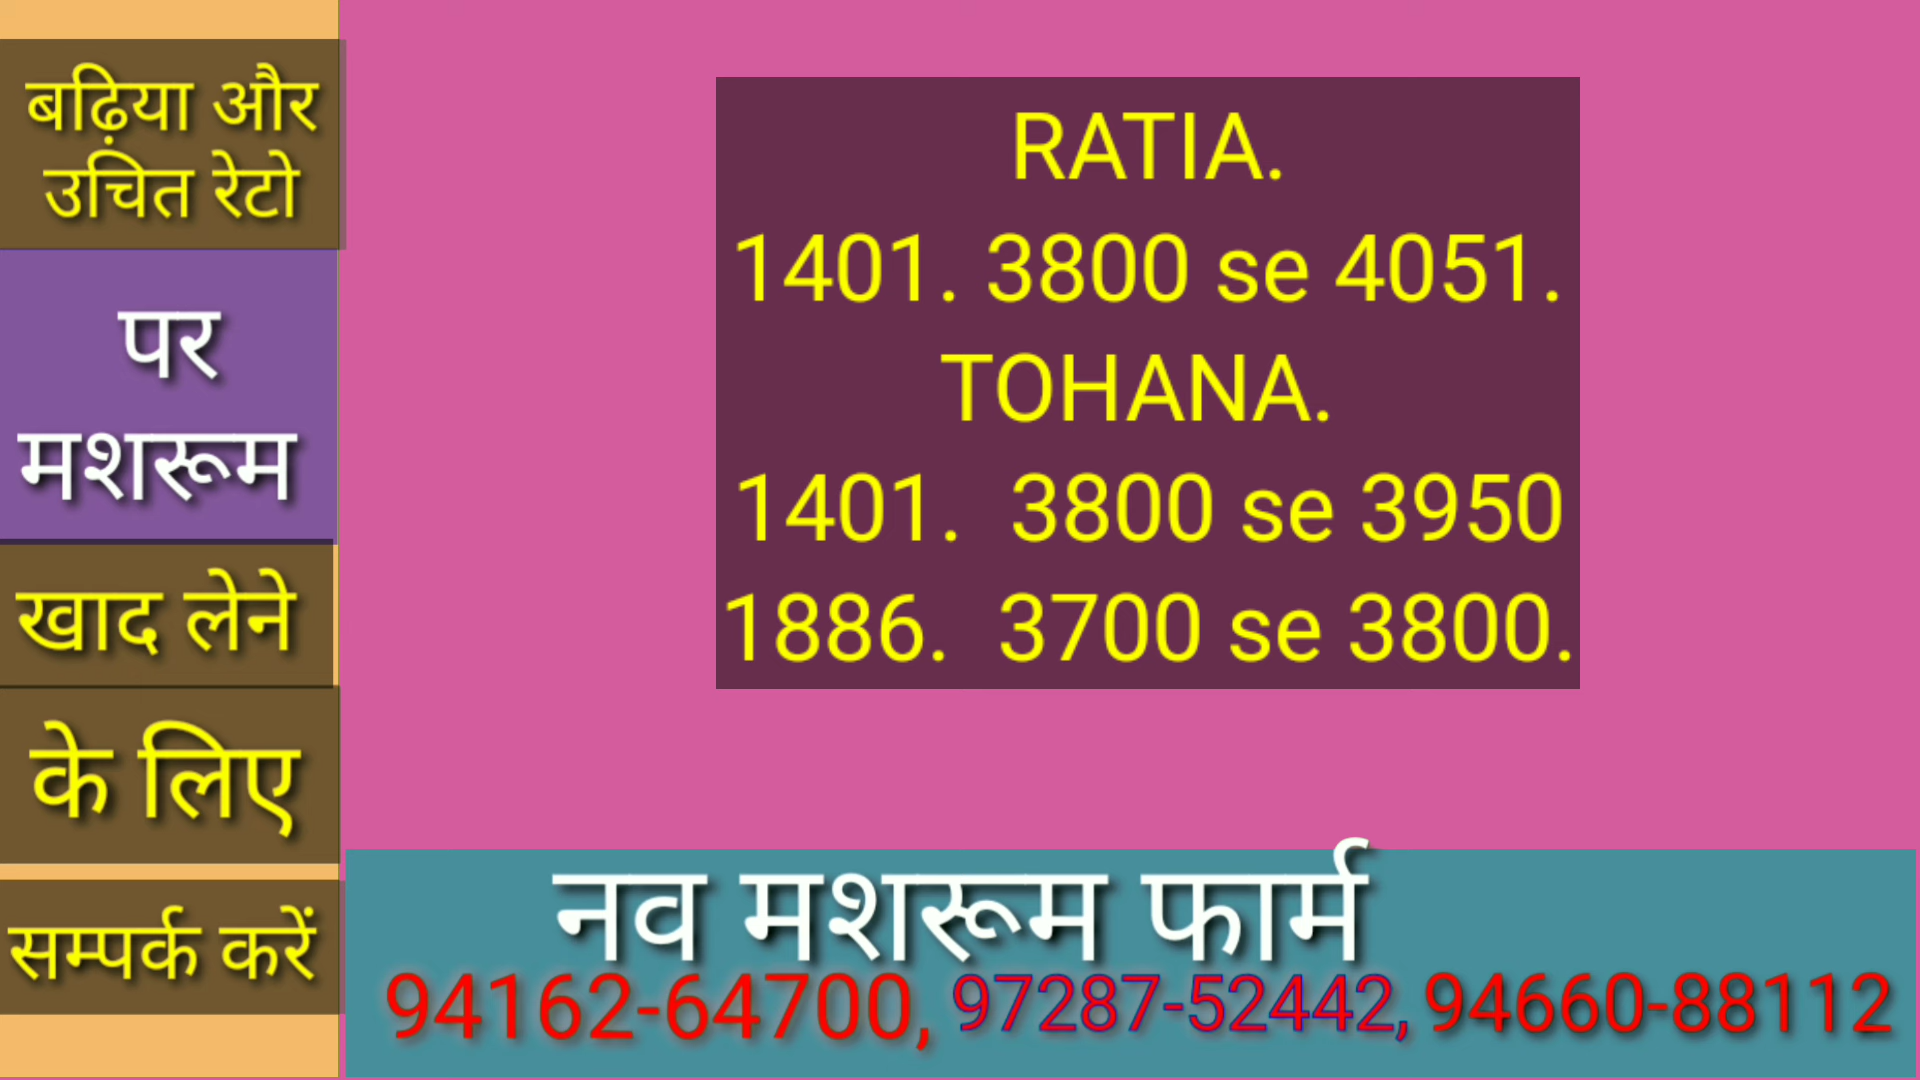 बढ़िया और
उचित रेटो
पर
मशरूम
खाद लेने
के लिए
सम्पर्क करें
RATIA.
1401. 3800 se 4051.
TOHANA.
1401.  3800 se 3950
1886.  3700 se 3800.
नव मशरूम फार्म
94162-64700, 97287-52442, 94660-88112